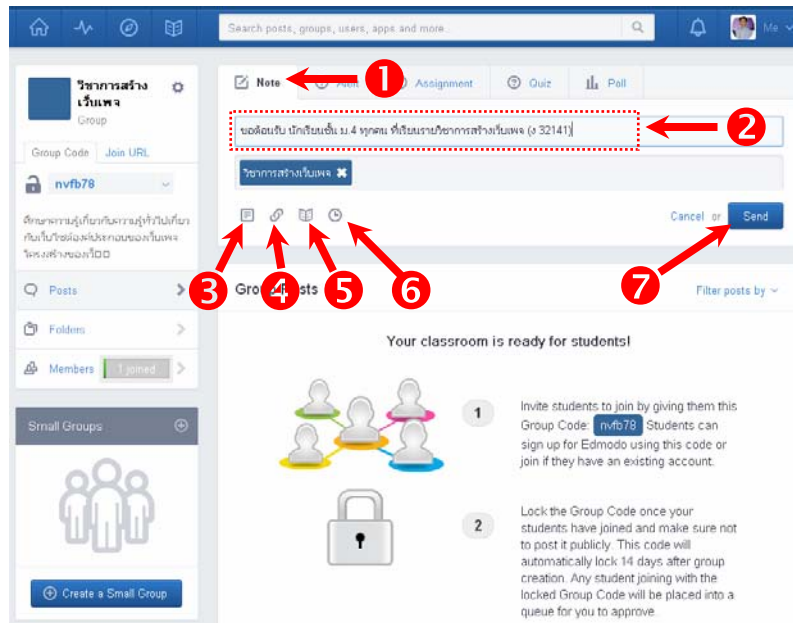 Search posts, groups, users, apps and more...
Me
วิชาการสร้าง
เว็บเพจ
Group
Group Code
Join URL
nvfb78
ศึกษาความรู้เกี่ยวกับความรู้ทั่วไปเกี่ยว
กับเว็บไซต์องค์ประกอบของเว็บเพจ
โครงสร้างของเว็
Posts
Folders
Members
1 joined
Small Groups
Create a Small Group
Note
1
Assignment
Quiz
Poll
ขอต้อนรับ นักเรียนชั้น ม.4 ทุกคน ที่เรียนรายวิชาการสร้างเว็บเพจ (ง 32141)
2
วิชาการสร้างเว็บเพจ
Cancel or
Send
3
4
5
6
7
Group Posts
Filter posts by
Your classroom is ready for students!
1
Invite students to join by giving them this
Group Code: nvfb78 Students can
sign up for Edmodo using this code or
join if they have an existing account.
2
Lock the Group Code once your
students have joined and make sure not
to post it publicly. This code will
automatically lock 14 days after group
creation. Any student joining with the
locked Group Code will be placed into a
queue for you to approve